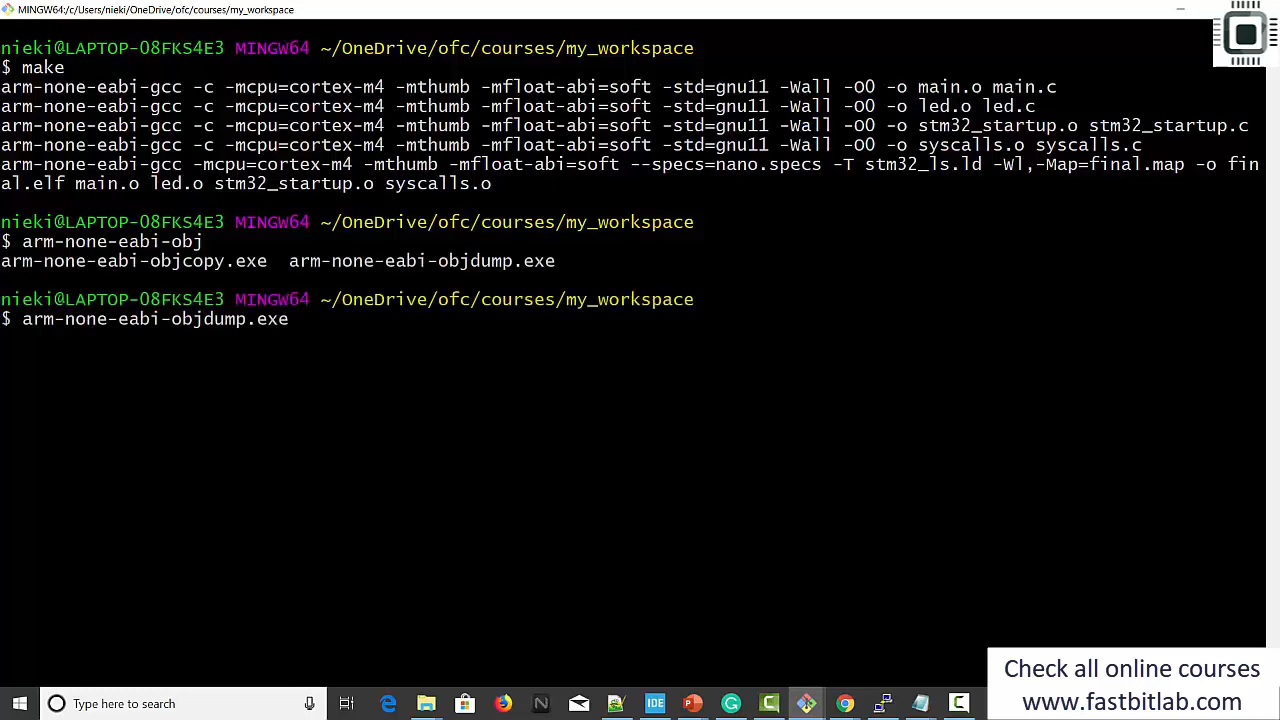 MINGW64:/c/Users/nieki/OneDrive/ofc/courses/my_workspace
nieki@LAPTOP-O8FKS4E3 MINGW64 ~/OneDrive/ofc/courses/my_workspace
$ make
arm-none-eabi-gcc -c -mcpu=cortex-m4 -mthumb -mfloat-abi=soft -std=gnu11 -Wall -O0 -o main.o main.c
arm-none-eabi-gcc -c -mcpu=cortex-m4 -mthumb -mfloat-abi=soft -std=gnu11 -Wall -O0 -o led.o led.c
arm-none-eabi-gcc -c -mcpu=cortex-m4 -mthumb -mfloat-abi=soft -std=gnu11 -Wall -O0 -o stm32_startup.o stm32_startup.c
arm-none-eabi-gcc -c -mcpu=cortex-m4 -mthumb -mfloat-abi=soft -std=gnu11 -Wall -O0 -o syscalls.o syscalls.c
arm-none-eabi-gcc -mcpu=cortex-m4 -mthumb -mfloat-abi=soft --specs=nano.specs -T stm32_ls.ld -Wl,-Map=final.map -o fin
al.elf main.o led.o stm32_startup.o syscalls.o
nieki@LAPTOP-O8FKS4E3 MINGW64 ~/OneDrive/ofc/courses/my_workspace
$ arm-none-eabi-obj
arm-none-eabi-objcopy.exe  arm-none-eabi-objdump.exe
nieki@LAPTOP-O8FKS4E3 MINGW64 ~/OneDrive/ofc/courses/my_workspace
$ arm-none-eabi-objdump.exe
Check all online courses
www.fastbitlab.com
Type here to search
IDE